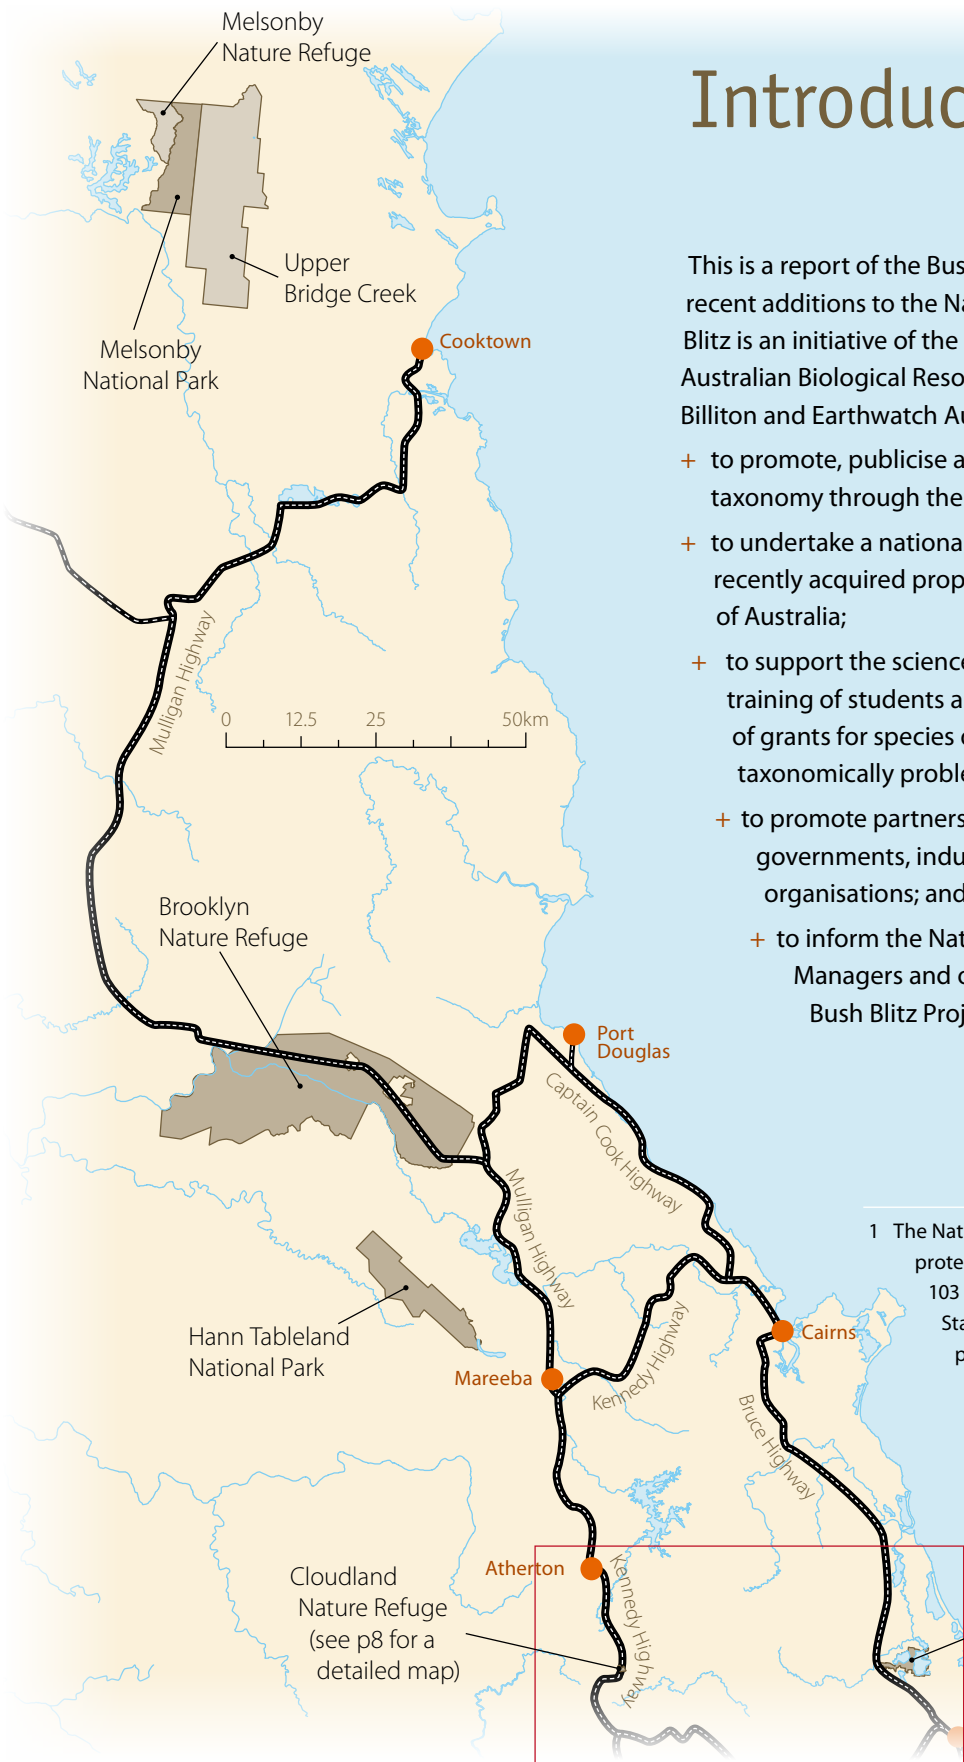 Melsonby
Nature Refuge
Upper
Bridge Creek
Melsonby
National Park
Cooktown
Mulligan Highway
0 12.5 25 50km
Brooklyn
Nature Refuge
Port
Douglas
Captain Cook Highway
Mulligan Highway
Hann Tableland
National Park
Mareeba
Kennedy Highway
Cairns
Bruce Highway
Atherton
Kennedy Highway
Cloudland
Nature Refuge
(see p8 for a
detailed map)
Introduc
This is a report of the Bus
recent additions to the Na
Blitz is an initiative of the
Australian Biological Reso
Billiton and Earthwatch Au
+ to promote, publicise a
taxonomy through the
+ to undertake a nationa
recently acquired prop
of Australia;
+ to support the science
training of students a
of grants for species
taxonomically proble
+ to promote partners
governments, indu
organisations; and
+ to inform the Nat
Managers and
Bush Blitz Proj
1 The Nat
prote
103
Sta
p